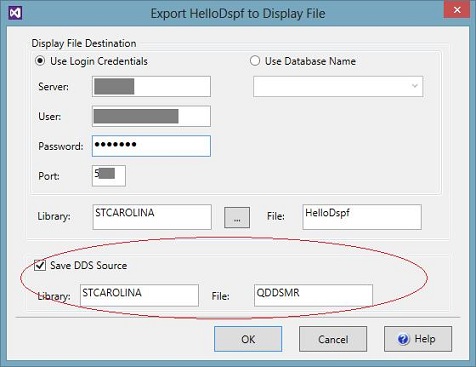 Export HelloDspf to Display File
Display File Destination
Use Login Credentials
Use Database Name
Server:
User:
Password:
Port: 5
Library: STCAROLINA ... File: HelloDspf
Save DDS Source
Library: STCAROLINA File: QDDSMR
OK Cancel Help